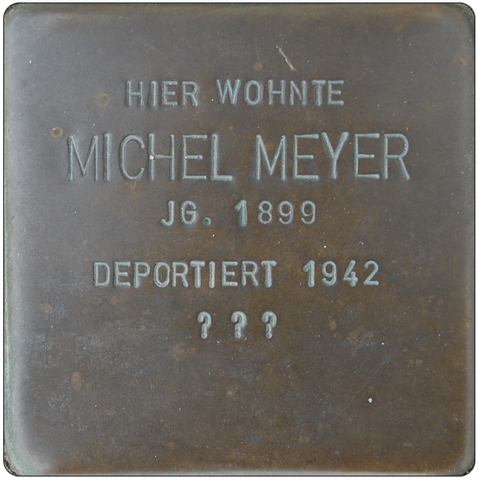 HIER WOHNTE
MICHEL MEYER
JG. 1899
DEPORTIERT 1942
? ? ?